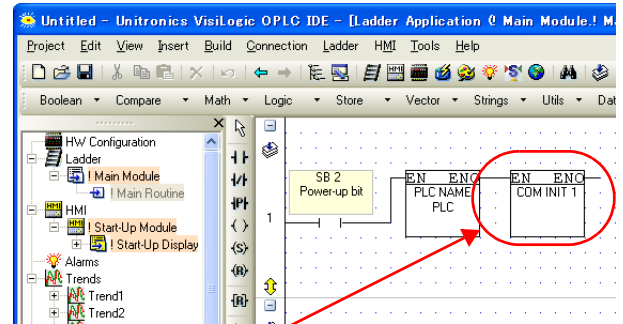 Untitled - Unitronics VisiLogic OPLC IDE - [Ladder Application (! Main Module.!
Project Edit View Insert Build Connection Ladder HMI Tools Help
Boolean Compare Math Logic Store Vector Strings Utils Dat
HW Configuration
Ladder
! Main Module
! Main Routine
HMI
! Start-Up Module
! Start-Up Display
Alarms
Trends
Trend1
Trend2
1
SB 2
Power-up bit
EN ENO
PLC NAME
PLC
EN ENO
COM INIT 1